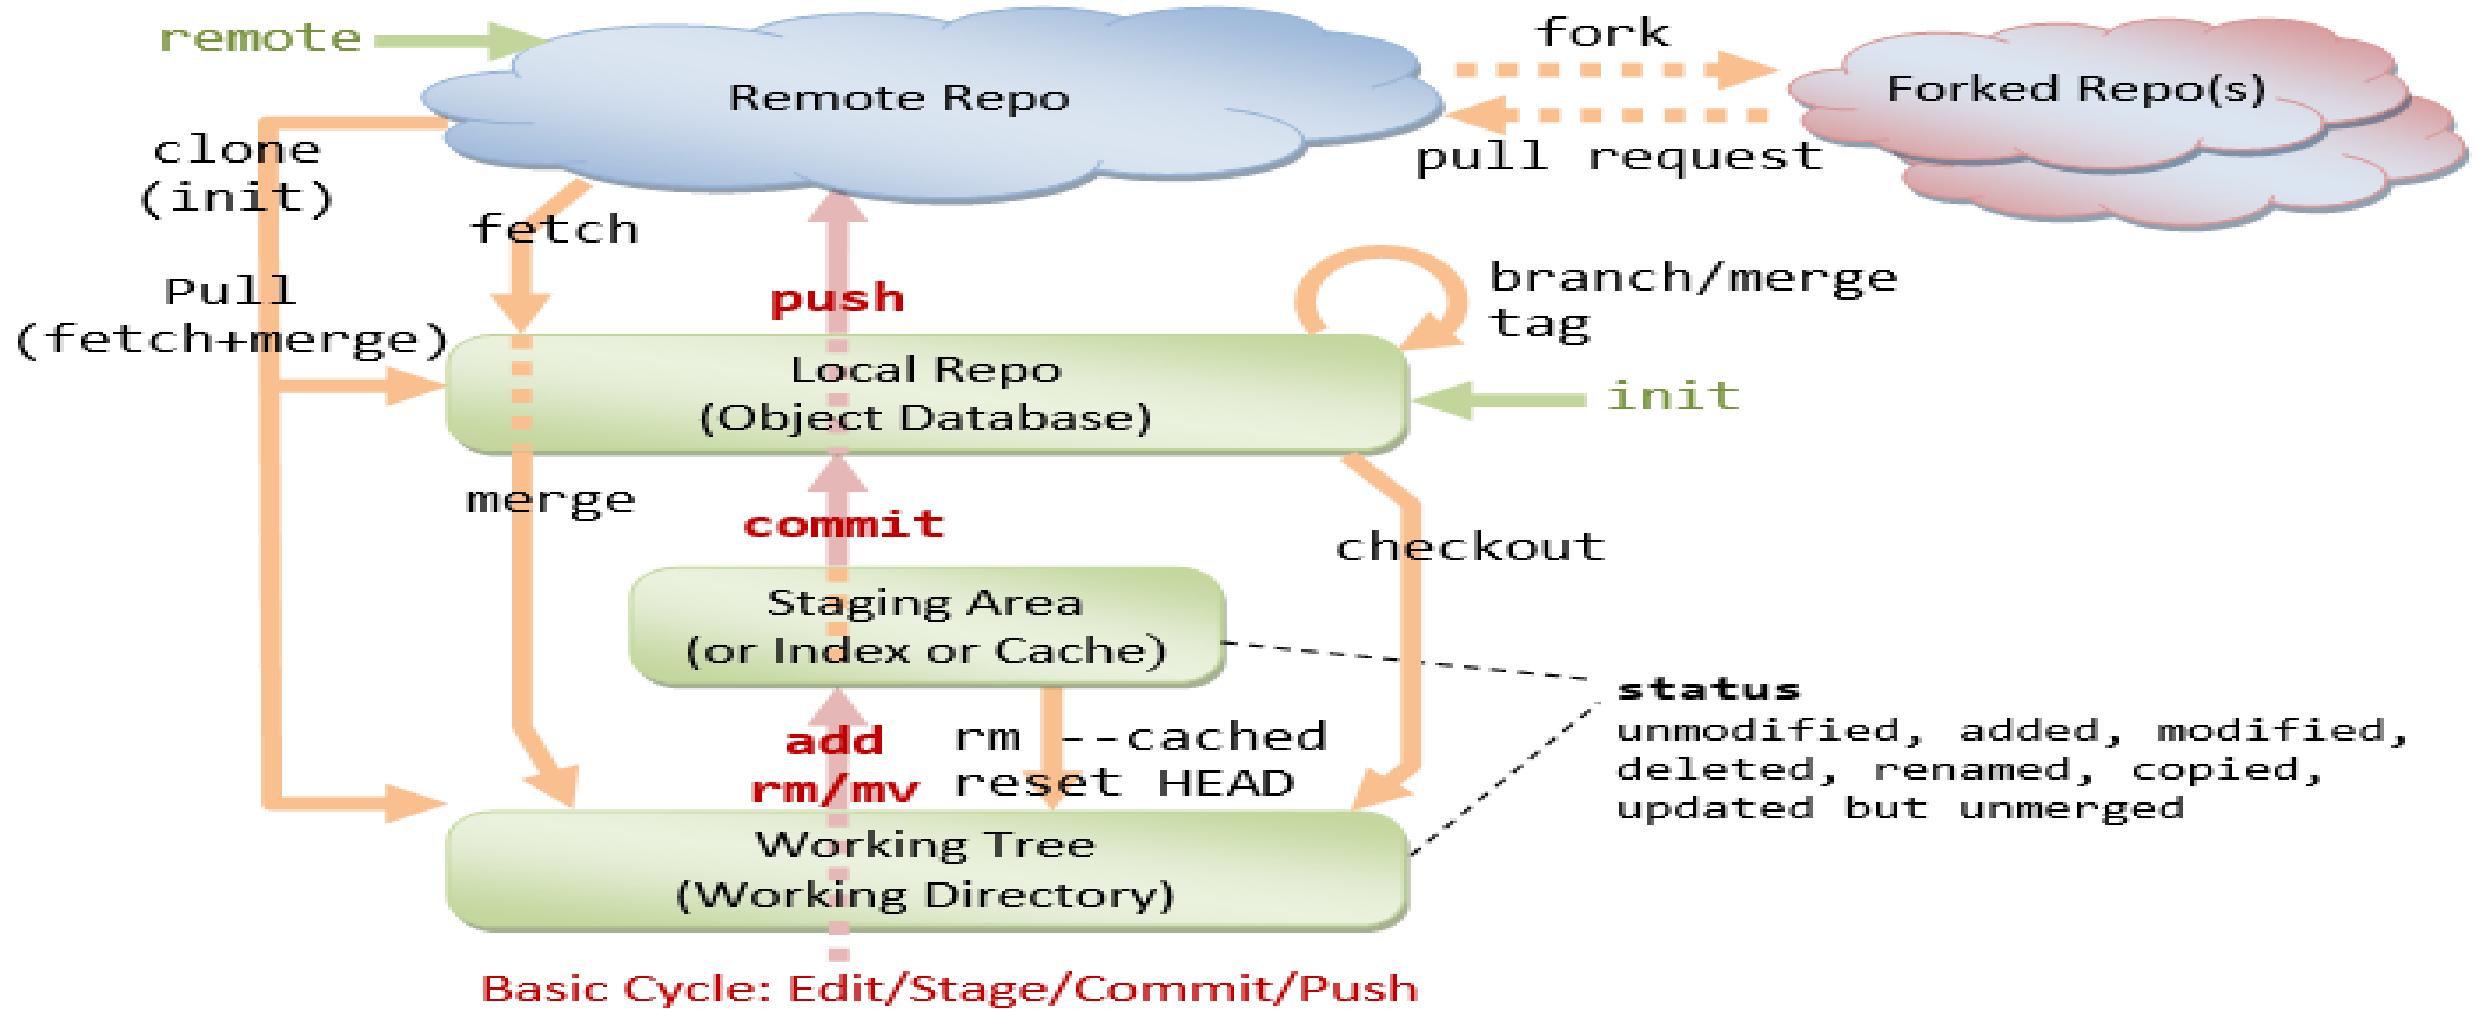 remote
Remote Repo
fork
pull request
Forked Repo(s)
clone
(init)
fetch
Pull
(fetch+merge)
push
branch/merge
tag
Local Repo
(Object Database)
init
merge
commit
checkout
Staging Area
(or Index or Cache)
status
unmodified, added, modified,
deleted, renamed, copied,
updated but unmerged
add
rm/mv
rm --cached
reset HEAD
Working Tree
(Working Directory)
Basic Cycle: Edit/Stage/Commit/Push